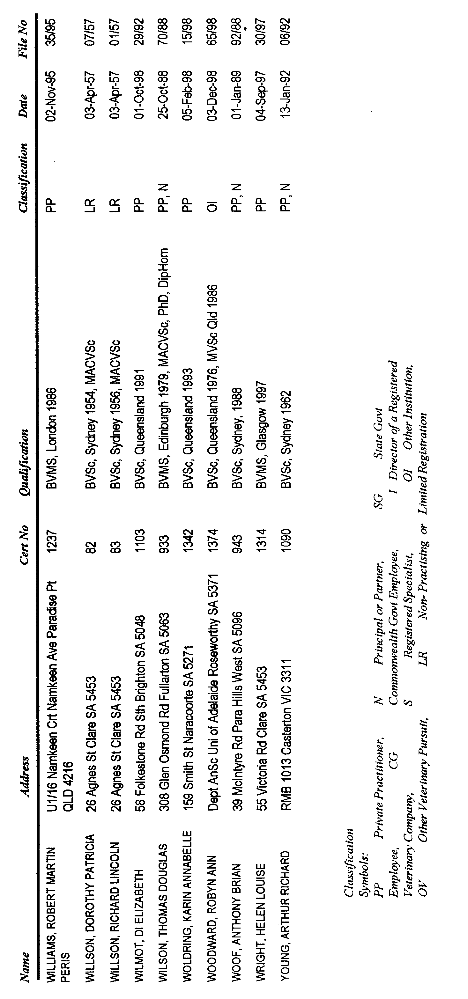 Name Address Cert No Qualification Classification Date File No
WILLIAMS, ROBERT MARTIN U1/16 Namkeen Crt Namkeen Ave Paradise Pt 1237 BVMS, London 1986 PP 02-Nov-95 35/95
PERIS QLD 4216
WILLSON, DOROTHY PATRICIA 26 Agnes St Clare SA 5453 82 BVSc, Sydney 1954, MACVSc LR 03-Apr-57 07/57
WILLSON, RICHARD LINCOLN 26 Agnes St Clare SA 5453 83 BVSc, Sydney 1956, MACVSc LR 03-Apr-57 01/57
WILMOT, DI ELIZABETH 58 Folkestone Rd Sth Brighton SA 5048 1103 BVSc, Queensland 1991 PP 01-Oct-98 29/92
WILSON, THOMAS DOUGLAS 308 Glen Osmond Rd Fullarton SA 5063 933 BVMS, Edinburgh 1979, MACVSc, PhD, DipHom PP, N 25-Oct-88 70/88
WOLDRING, KARIN ANNABELLE 159 Smith St Naracoorte SA 5271 1342 BVSc, Queensland 1993 PP 05-Feb-98 15/98
WOODWARD, ROBYN ANN Dept AnSc Uni of Adelaide Roseworthy SA 5371 1374 BVSc, Queensland 1976, MVSc Qld 1986 OI 03-Dec-98 65/98
WOOF, ANTHONY BRIAN 39 McIntyre Rd Para Hills West SA 5096 943 BVSc, Sydney, 1988 PP, N 01-Jan-89 92/88
WRIGHT, HELEN LOUISE 55 Victoria Rd Clare SA 5453 1314 BVMS, Glasgow 1997 PP 04-Sep-97 30/97
YOUNG, ARTHUR RICHARD RMB 1013 Casterton VIC 3311 1090 BVSc, Sydney 1962 PP, N 13-Jan-92 06/92
Classification
Symbols:
PP Private Practitioner, N Principal or Partner, SG State Govt
Employee, CG Commonwealth Govt Employee, I Director of a Registered
Veterinary Company, S Registered Specialist, OI Other Institution,
OV Other Veterinary Pursuit, LR Non- Practising or Limited Registration